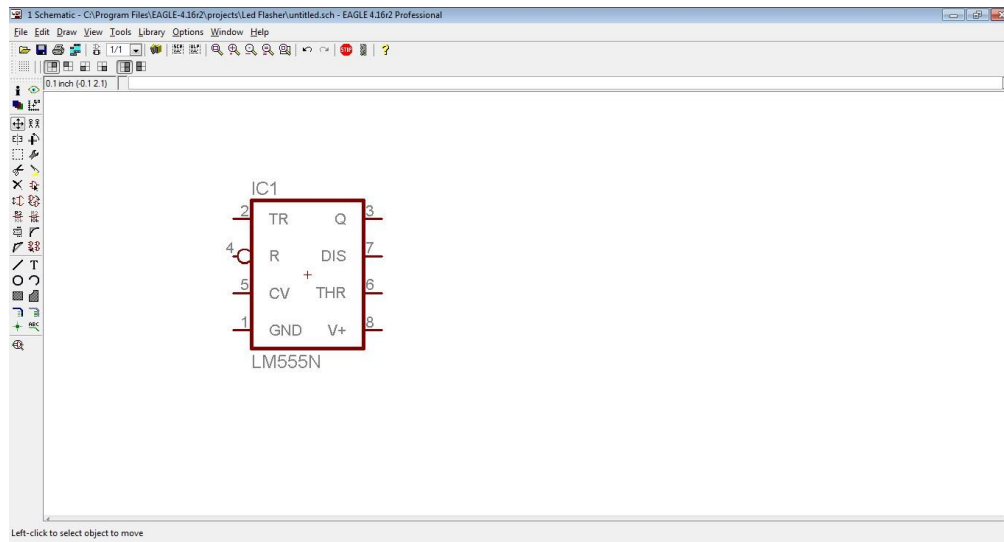 1 Schematic - C:\Program Files\EAGLE-4.16r2\projects\Led Flasher\untitled.sch - EAGLE 4.16r2 Professional
File Edit Draw View Tools Library Options Window Help
1/1 STOP ?
0.1 inch (-0.1 2.1)
IC1
2 TR Q 3
4 R DIS 7
5 CV THR 6
1 GND V+ 8
LM555N
T
ABC
Left-click to select object to move